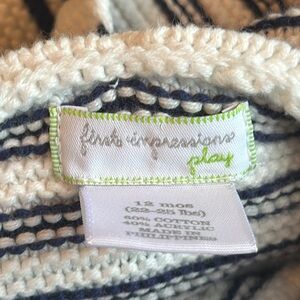 first impressions
play
12 mos
(22-25 lbs)
60% COTTON
40% ACRYLIC
MADE IN
PHILIPPINES